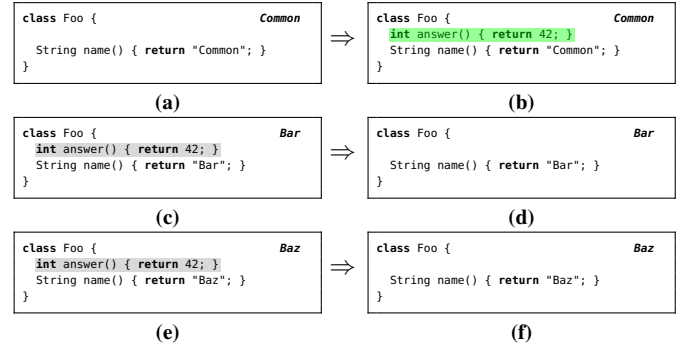 class Foo { Common class Foo { Common
int answer() { return 42; }
String name() { return "Common"; } ⇒ String name() { return "Common"; }
} }
(a) (b)
class Foo { Bar class Foo { Bar
int answer() { return 42; } ⇒
String name() { return "Bar"; } String name() { return "Bar"; }
} }
(c) (d)
class Foo { Baz class Foo { Baz
int answer() { return 42; } ⇒
String name() { return "Baz"; } String name() { return "Baz"; }
} }
(e) (f)